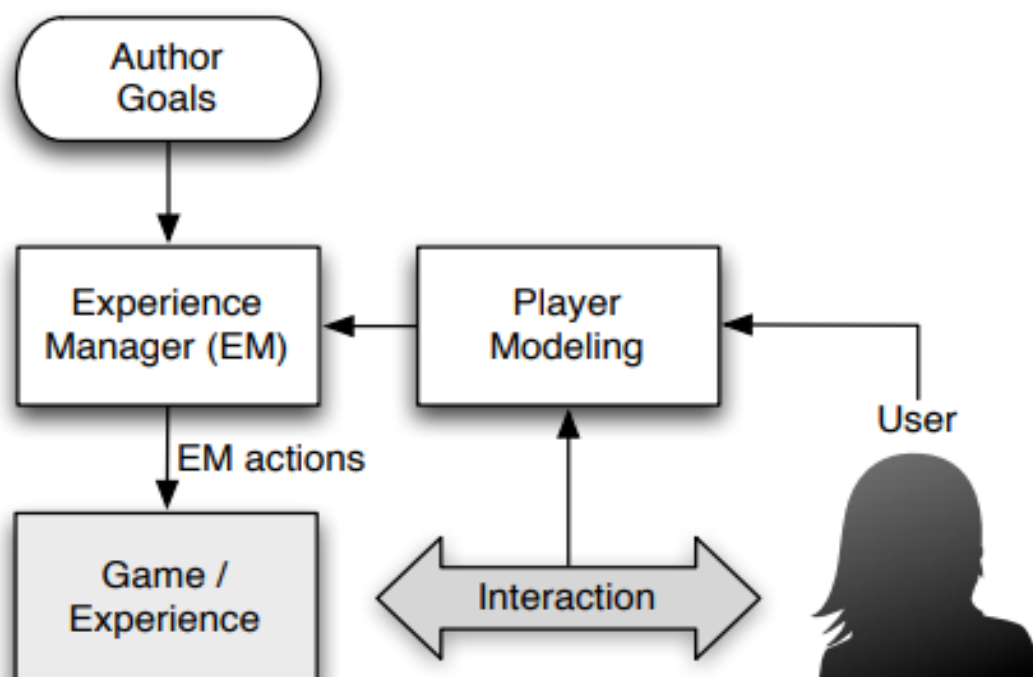 Author
Goals
Experience
Manager (EM)
Player
Modeling
User
EM actions
Game /
Experience
Interaction